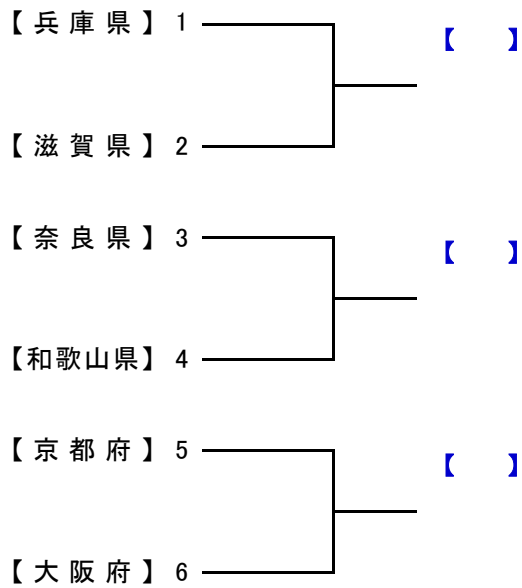 【兵庫県】 1
【 】
【滋賀県】 2
【奈良県】 3
【 】
【和歌山県】 4
【京都府】 5
【 】
【大阪府】 6